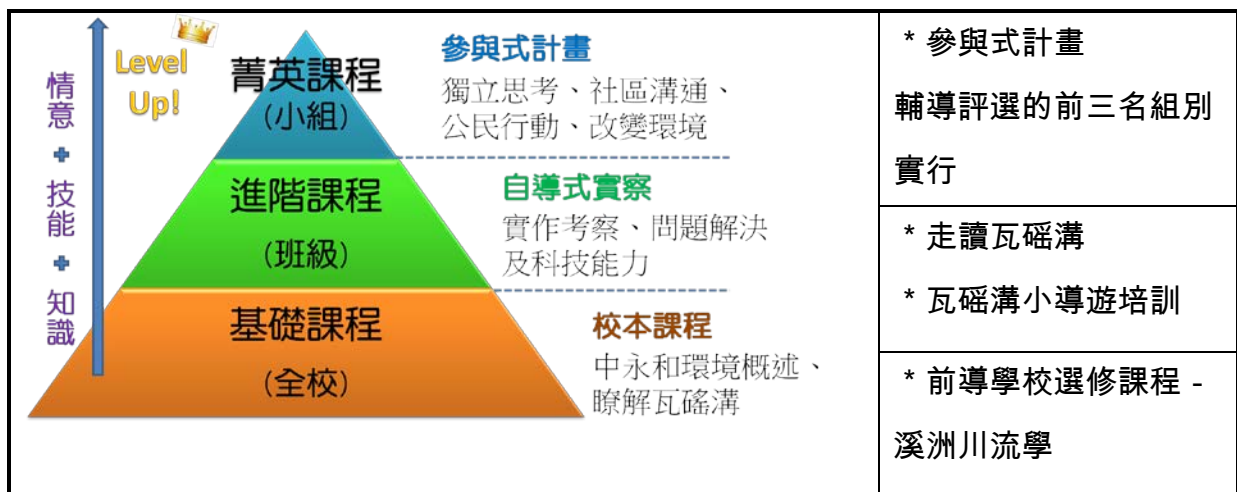 Level
Up!
情意+技能+知識
菁英課程
(小組)
參與式計畫
獨立思考、社區溝通、
公民行動、改變環境
進階課程
(班級)
自導式實察
實作考察、問題解決
及科技能力
基礎課程
(全校)
校本課程
中永和環境概述、
瞭解瓦磘溝
* 參與式計畫
輔導評選的前三名組別
實行
* 走讀瓦磘溝
* 瓦磘溝小導遊培訓
* 前導學校選修課程 -
溪洲川流學